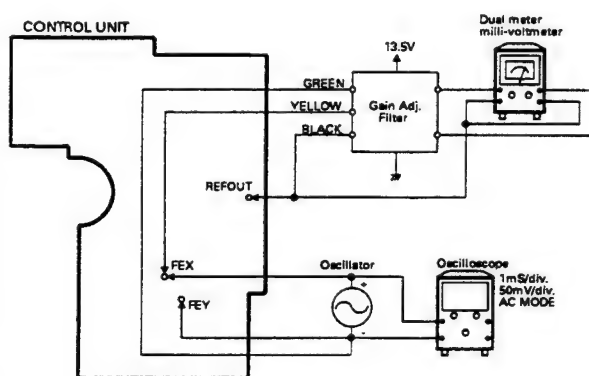 CONTROL UNIT
Dual meter
milli-voltmeter
13.5V
GREEN
YELLOW
BLACK
Gain Adj.
Filter
REFOUT
FEX
FEY
Oscillator
+
-
Oscilloscope
1mS/div.
50mV/div.
AC MODE